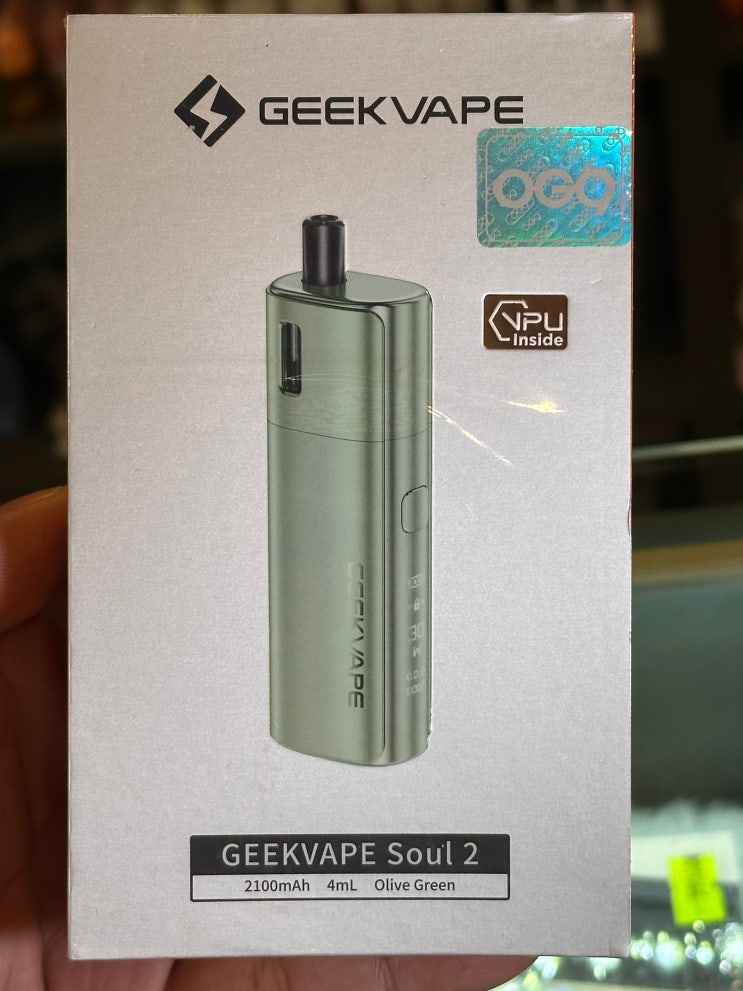 GEEKVAPE
OGO
VPU
Inside
GEEKVAPE
GEEKVAPE Soul 2
2100mAh 4mL Olive Green